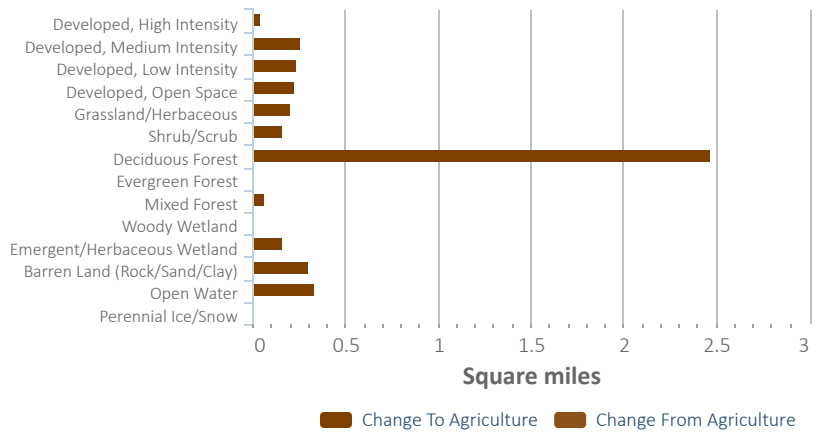 Developed, High Intensity
Developed, Medium Intensity
Developed, Low Intensity
Developed, Open Space
Grassland/Herbaceous
Shrub/Scrub
Deciduous Forest
Evergreen Forest
Mixed Forest
Woody Wetland
Emergent/Herbaceous Wetland
Barren Land (Rock/Sand/Clay)
Open Water
Perennial Ice/Snow
0 0.5 1 1.5 2 2.5 3
Square miles
Change To Agriculture Change From Agriculture